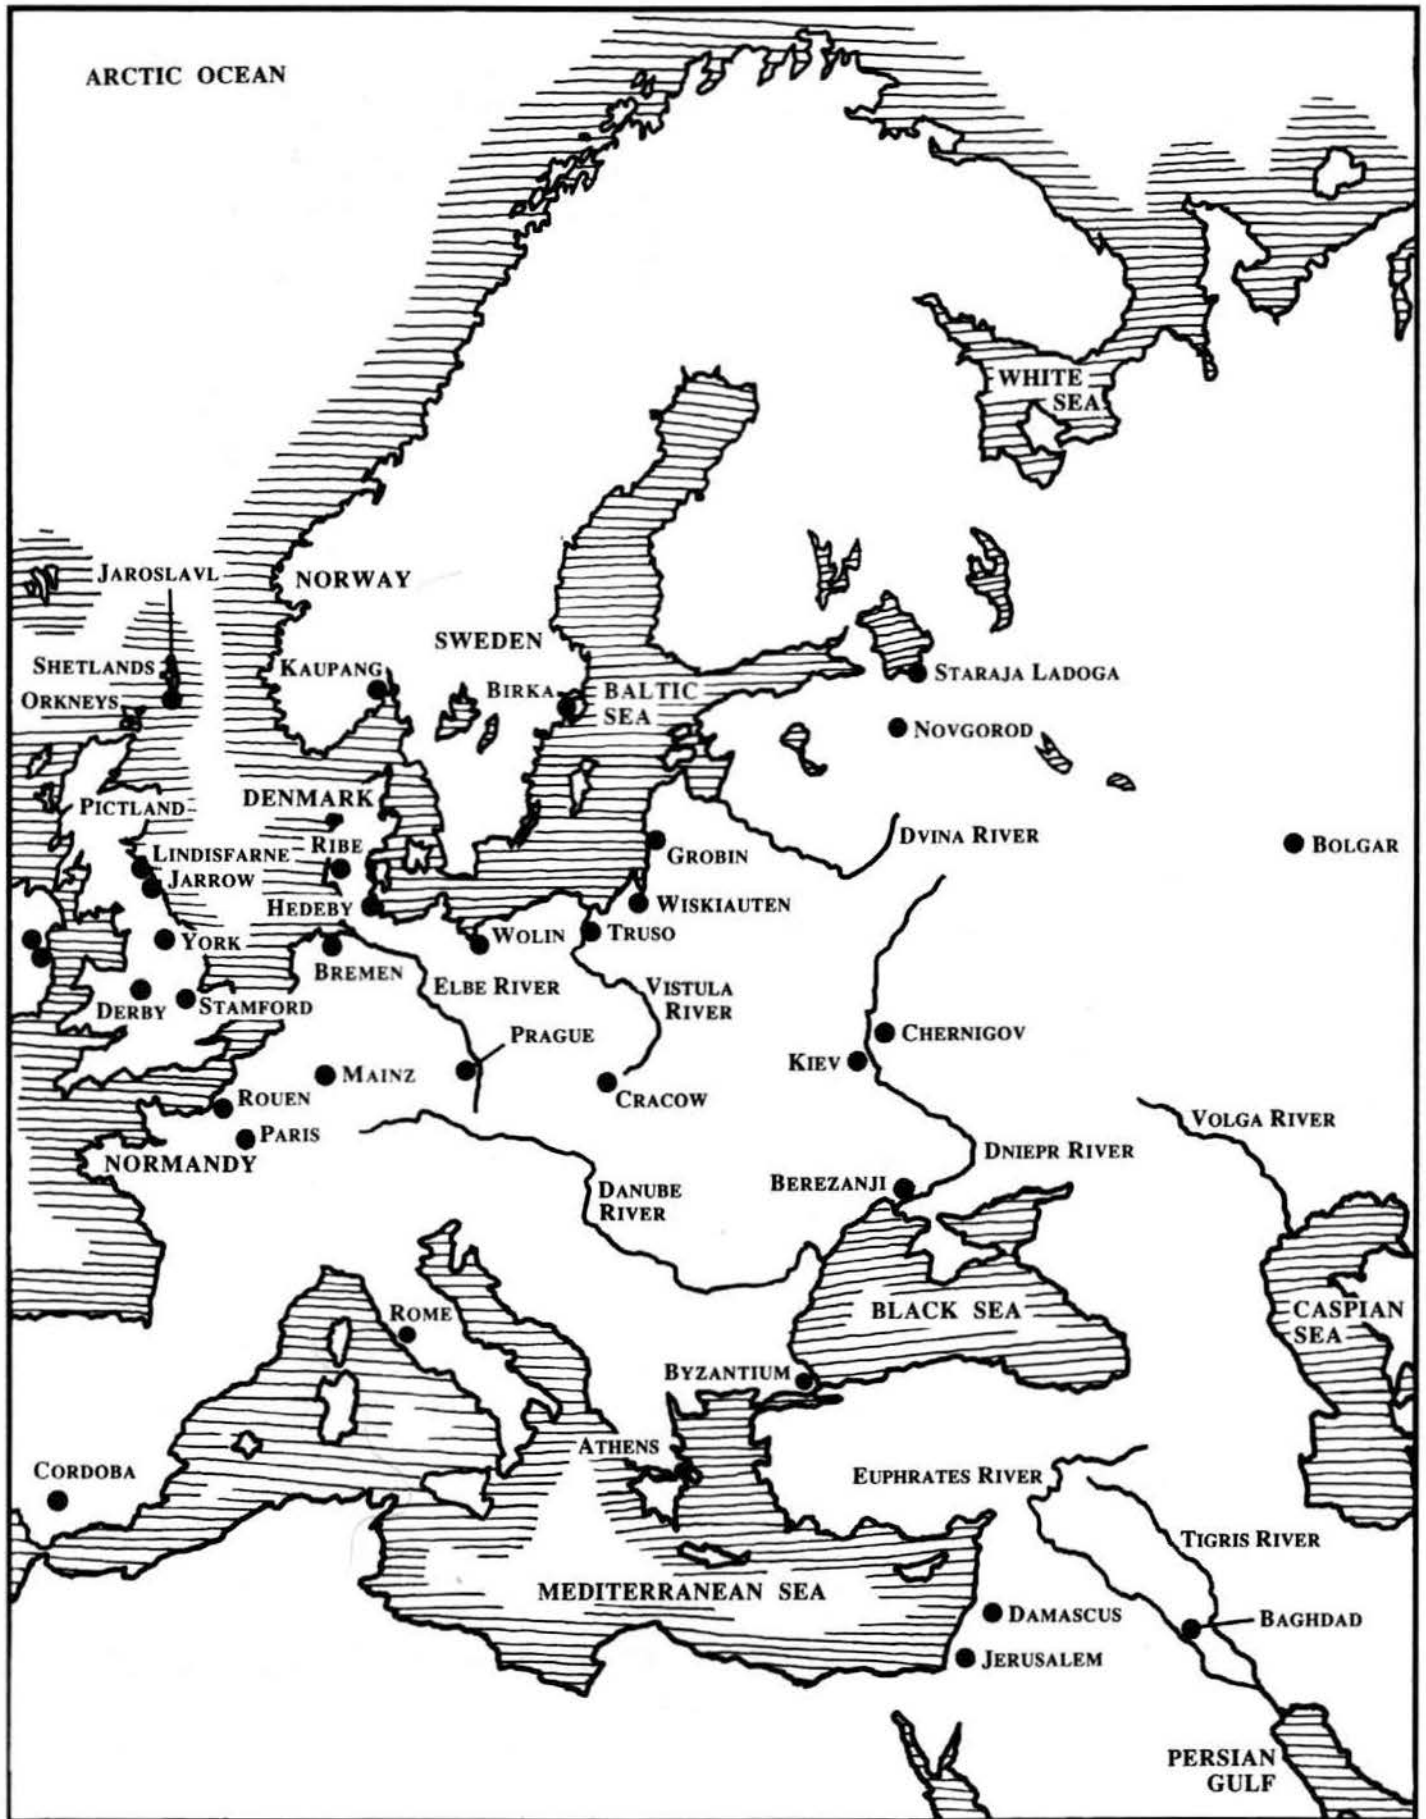 ARCTIC OCEAN
WHITE
SEA
JAROSLAVL
NORWAY
SWEDEN
SHETLANDS
KAUPANG
ORKNEYS
BIRKA
BALTIC
SEA
STARAJA LADOGA
NOVGOROD
PICTLAND
DENMARK
LINDISFARNE
RIBE
JARROW
GROBIN
DVINA RIVER
BOLGAR
HEDEBY
WISKIAUTEN
YORK
WOLIN
TRUSO
BREMEN
ELBE RIVER
VISTULA
RIVER
DERBY
STAMFORD
PRAGUE
CHERNIGOV
KIEV
MAINZ
CRACOW
ROUEN
PARIS
VOLGA RIVER
NORMANDY
DNIEPR RIVER
DANUBE
RIVER
BEREZANJI
ROME
BLACK SEA
CASPIAN
SEA
BYZANTIUM
ATHENS
CORDOBA
EUPHRATES RIVER
TIGRIS RIVER
MEDITERRANEAN SEA
DAMASCUS
BAGHDAD
JERUSALEM
PERSIAN
GULF